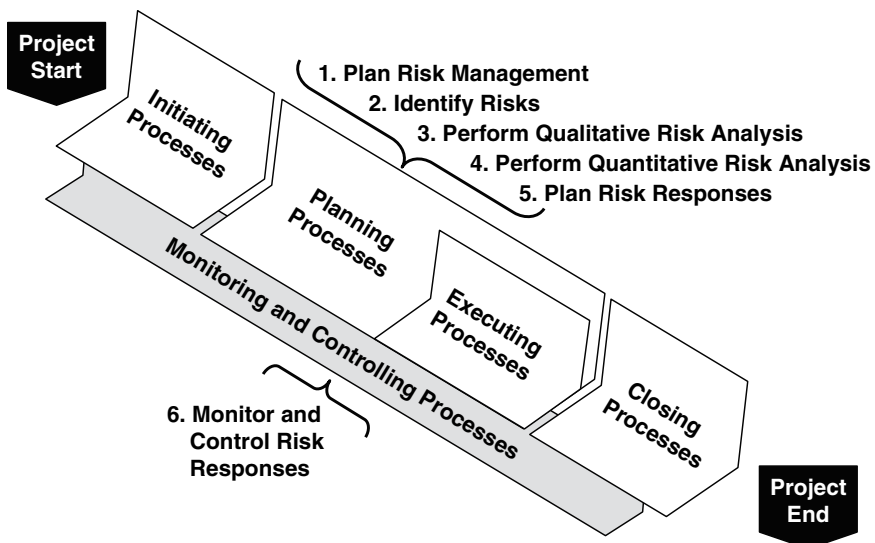 Project
Start
1. Plan Risk Management
2. Identify Risks
3. Perform Qualitative Risk Analysis
4. Perform Quantitative Risk Analysis
5. Plan Risk Responses
Initiating
Processes
Planning
Processes
Executing
Processes
Closing
Processes
Monitoring and Controlling Processes
6. Monitor and
Control Risk
Responses
Project
End